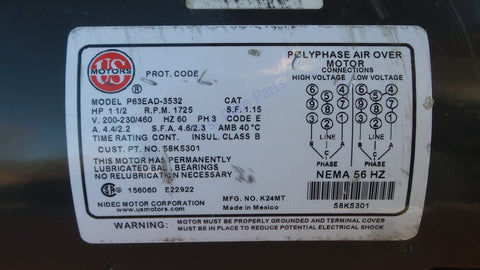 US
MOTORS
PROT. CODE
MODEL P63EAD-3532 CAT
HP 1 1/2 R.P.M. 1725 S.F. 1.15
V. 200-230/460 HZ 60 PH 3 CODE E
A. 4.4/2.2 S.F.A. 4.6/2.3 AMB 40°C
TIME RATING CONT. INSUL. CLASS B
CUST. PART NO. 58K5301
THIS MOTOR HAS PERMANENTLY
LUBRICATED BALL BEARINGS
NO RELUBRICATION NECESSARY
156060 E22922
NIDEC MOTOR CORPORATION
www.usmotors.com
MFG. NO. K24MT
Made in Mexico
POLYPHASE AIR OVER
MOTOR
CONNECTIONS
HIGH VOLTAGE LOW VOLTAGE
LINE LINE
PHASE PHASE
NEMA 56 HZ
58K5301
WARNING: MOTOR MUST BE PROPERLY GROUNDED AND TERMINAL COVER
MOUNTED TO REDUCE POTENTIAL ELECTRICAL SHOCK